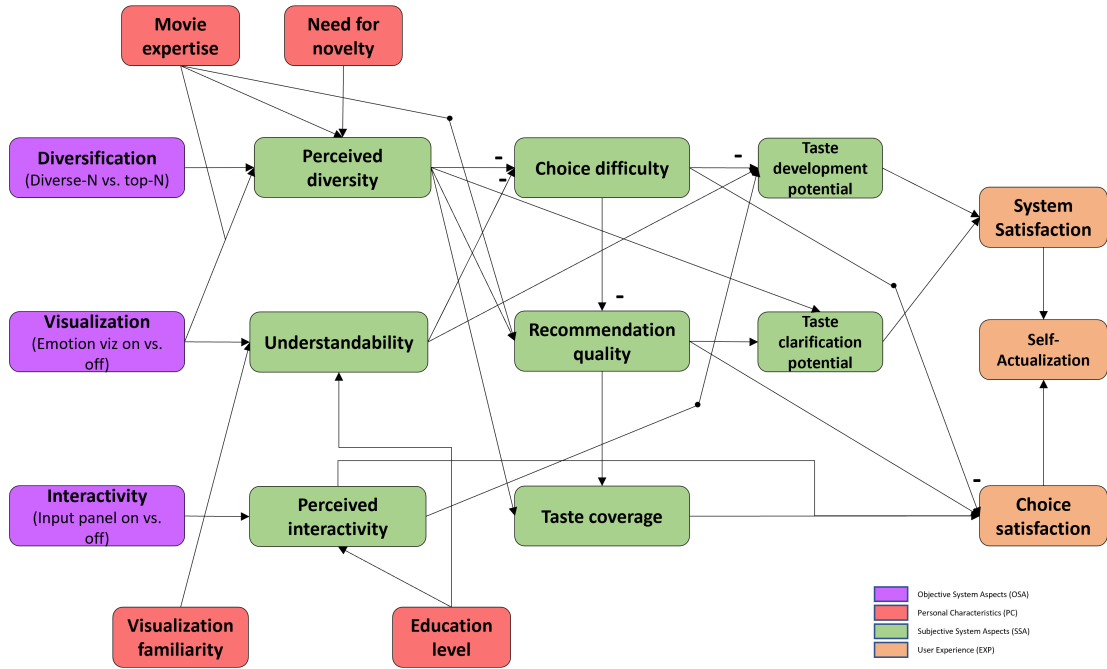 Movie
expertise
Need for
novelty
Diversification
(Diverse-N vs. top-N)
Perceived
diversity
-
-
Choice difficulty
-
Taste
development
potential
System
Satisfaction
Visualization
(Emotion viz on vs.
off)
Understandability
-
Recommendation
quality
Taste
clarification
potential
Self-
Actualization
Interactivity
(Input panel on vs.
off)
Perceived
interactivity
Taste coverage
-
Choice
satisfaction
Visualization
familiarity
Education
level
Objective System Aspects (OSA)
Personal Characteristics (PC)
Subjective System Aspects (SSA)
User Experience (EXP)